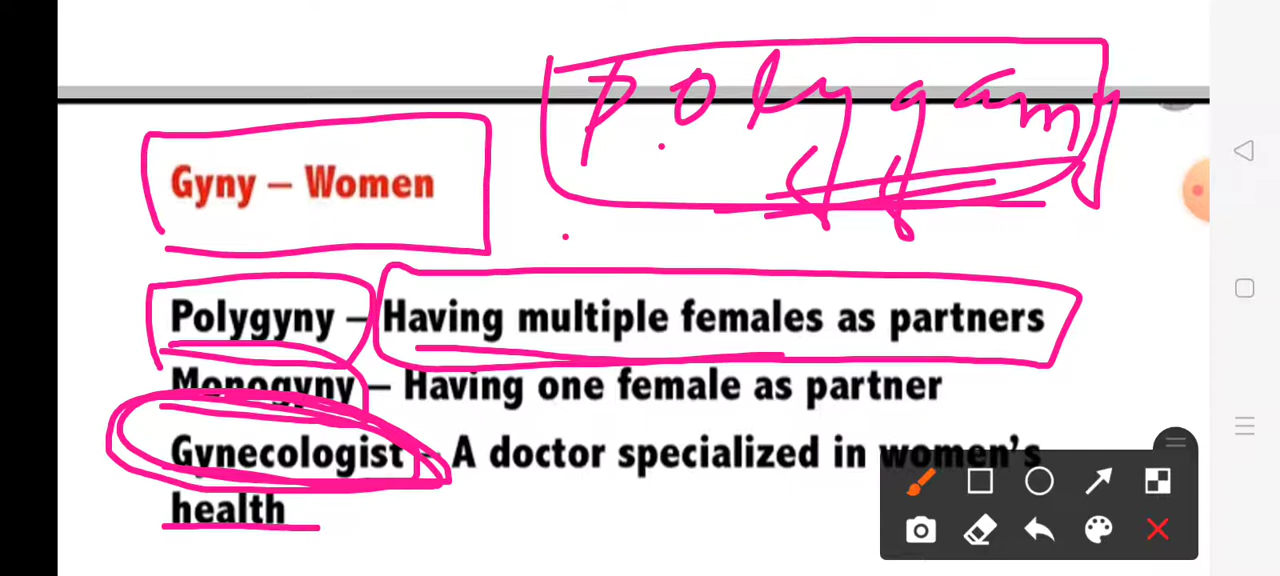 polygamy
Gyny – Women
Polygyny – Having multiple females as partners
Monogyny – Having one female as partner
Gynecologist – A doctor specialized in women's
health